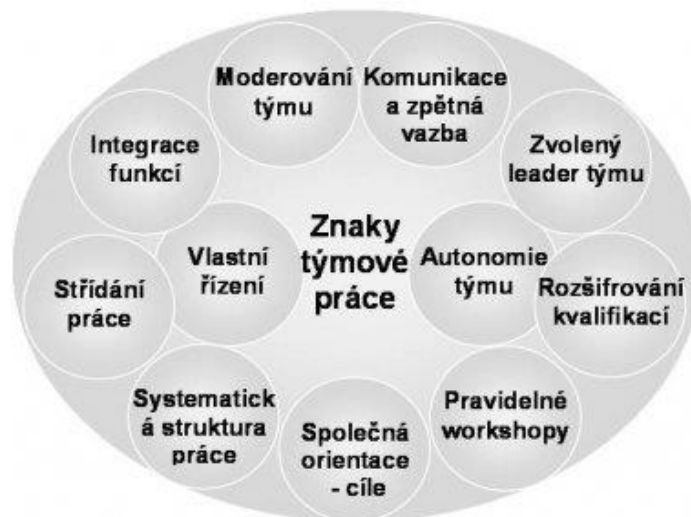 Moderování
týmu
Komunikace
a zpětná
vazba
Integrace
funkcí
Zvolený
leader týmu
Znaky
týmové
práce
Vlastní
řízení
Autonomie
týmu
Střídání
práce
Rozšifrování
kvalifikací
Systematick
á struktura
práce
Společná
orientace
- cíle
Pravidelné
workshopy